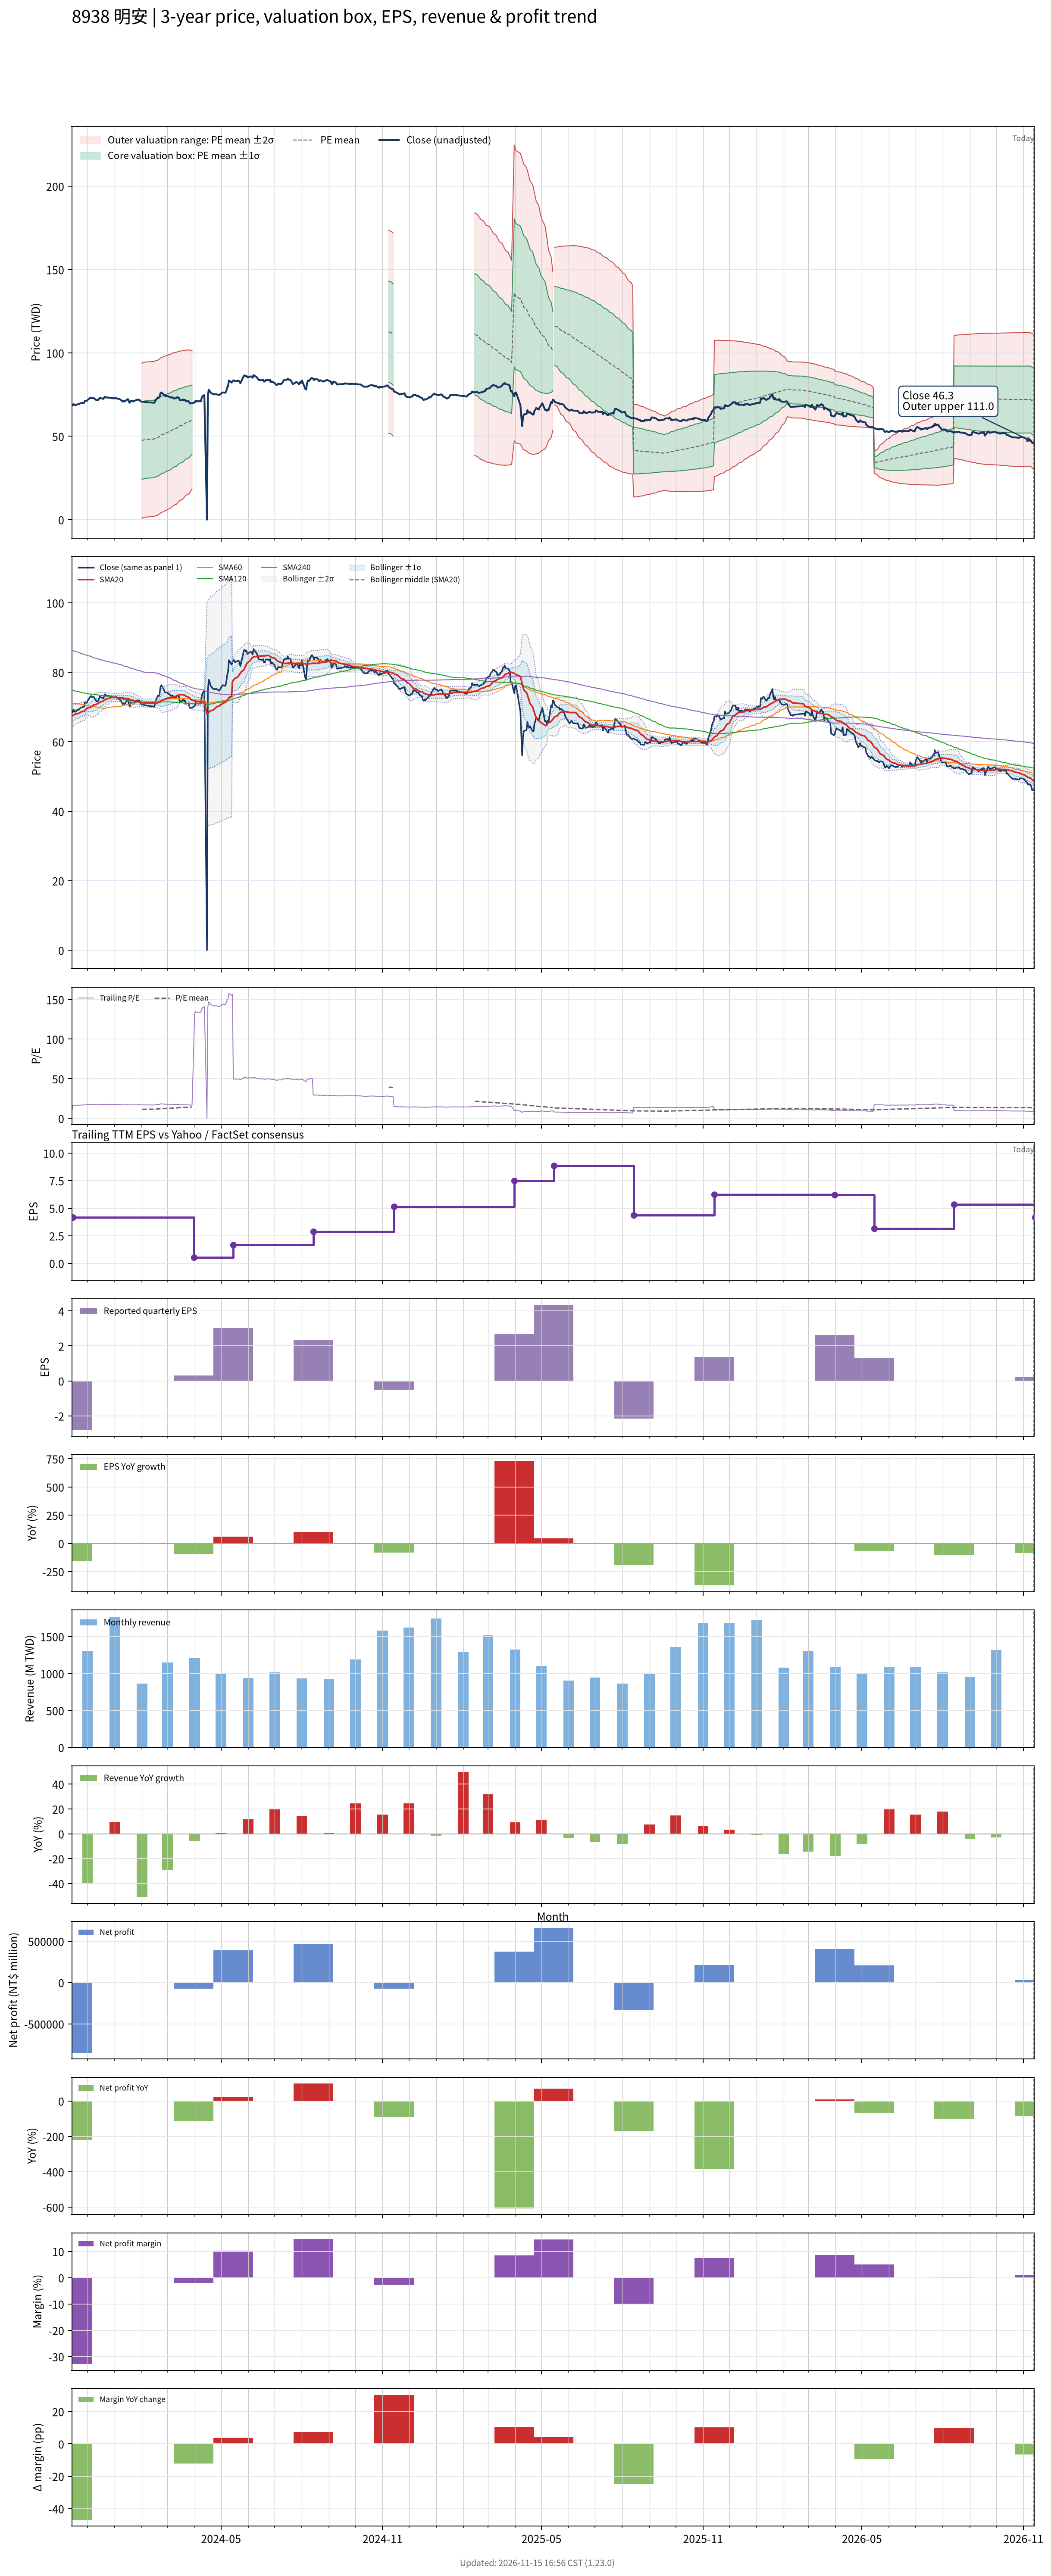 8938 明安 | 3-year price, valuation box, EPS, revenue & profit trend
Outer valuation range: PE mean ±2σ
PE mean
Close (unadjusted)
Core valuation box: PE mean ±1σ
Today
200
150
100
50
0
Price (TWD)
Close 46.3
Outer upper 111.0
Close (same as panel 1)
SMA60
SMA240
Bollinger ±1σ
SMA20
SMA120
Bollinger ±2σ
Bollinger middle (SMA20)
100
80
60
40
20
0
Price
Trailing P/E
P/E mean
150
100
50
0
P/E
Trailing TTM EPS vs Yahoo / FactSet consensus
Today
10.0
7.5
5.0
2.5
0.0
EPS
Reported quarterly EPS
4
2
0
-2
EPS
EPS YoY growth
750
500
250
0
-250
YoY (%)
Monthly revenue
1500
1000
500
0
Revenue (M TWD)
Revenue YoY growth
40
20
0
-20
-40
YoY (%)
Month
Net profit
500000
0
-500000
Net profit (NT$ million)
Net profit YoY
0
-200
-400
-600
YoY (%)
Net profit margin
10
0
-10
-20
-30
Margin (%)
Margin YoY change
20
0
-20
-40
Δ margin (pp)
2024-05
2024-11
2025-05
2025-11
2026-05
2026-11
Updated: 2026-11-15 16:56 CST (1.23.0)